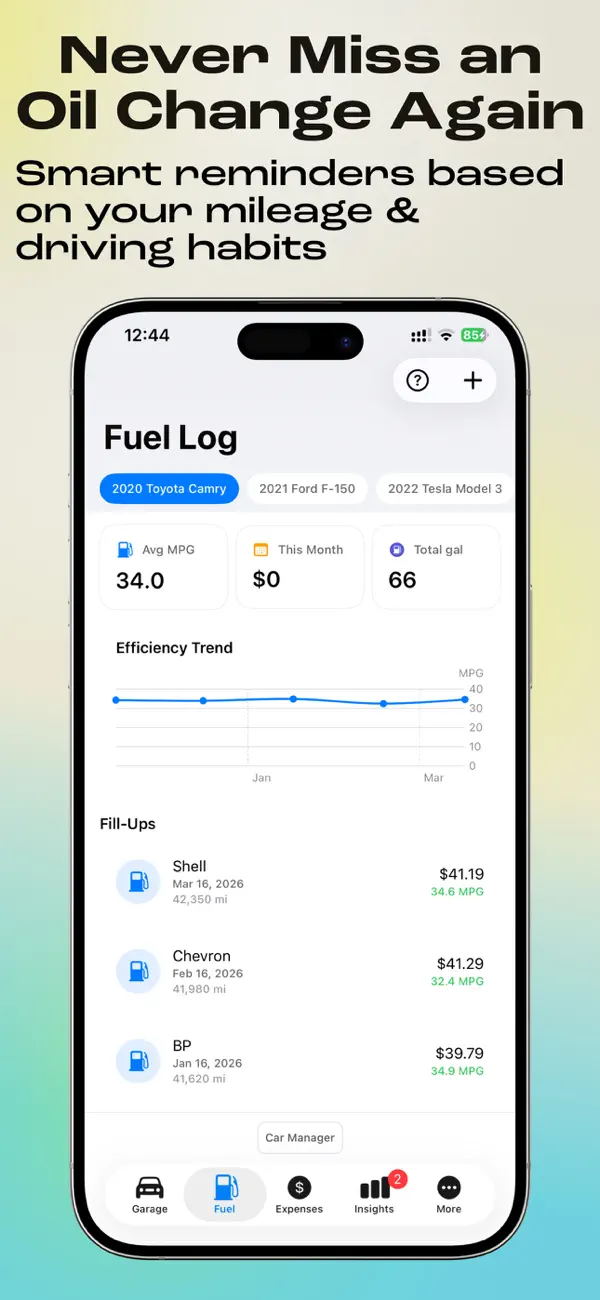 Never Miss an
Oil Change Again
Smart reminders based
on your mileage &
driving habits
12:44
85
Fuel Log
2020 Toyota Camry
2021 Ford F-150
2022 Tesla Model 3
Avg MPG
34.0
This Month
$0
Total gal
66
Efficiency Trend
MPG
40
30
20
10
0
Jan
Mar
Fill-Ups
Shell
Mar 16, 2026
42,350 mi
$41.19
34.6 MPG
Chevron
Feb 16, 2026
41,980 mi
$41.29
32.4 MPG
BP
Jan 16, 2026
41,620 mi
$39.79
34.9 MPG
Car Manager
Garage
Fuel
$
Expenses
2
Insights
More